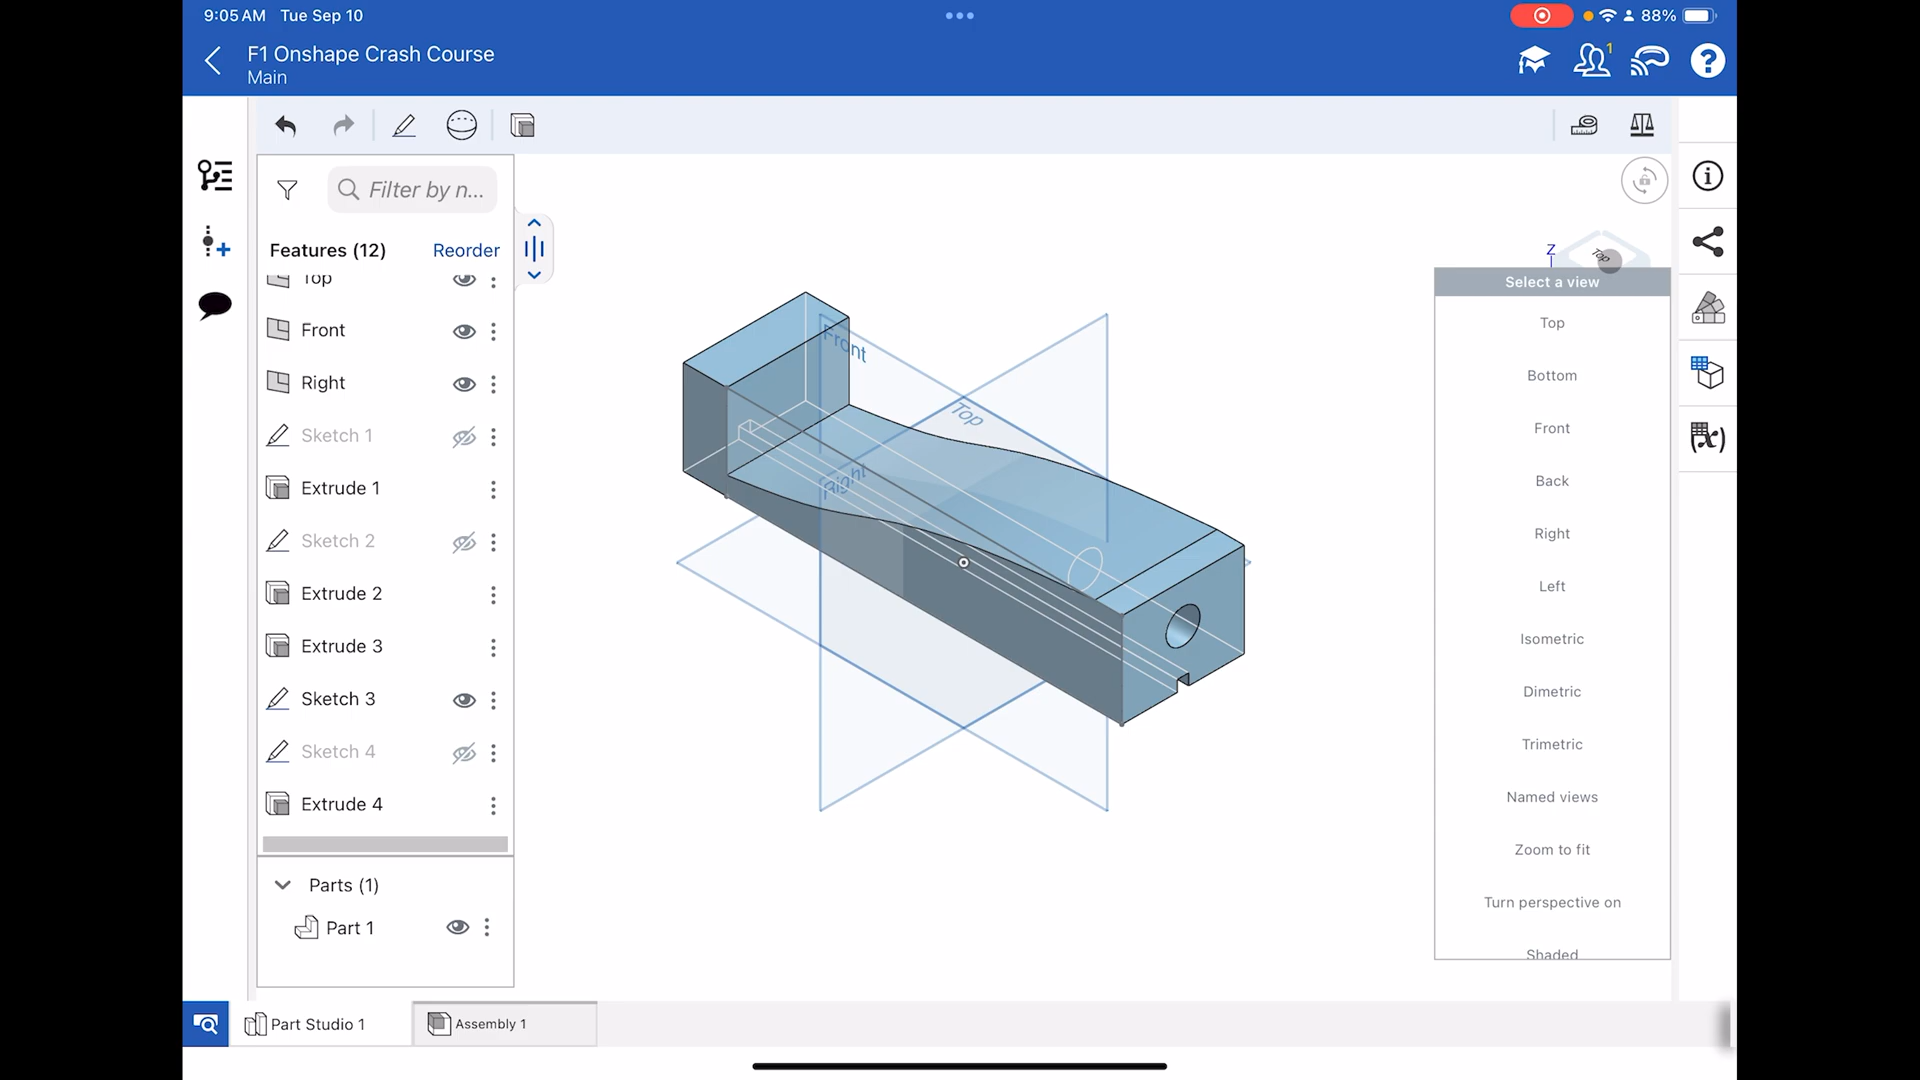 9:05 AM Tue Sep 10
88%
F1 Onshape Crash Course
Main
1
Filter by n...
Features (12)
Reorder
Top
Front
Right
Sketch 1
Extrude 1
Sketch 2
Extrude 2
Extrude 3
Sketch 3
Sketch 4
Extrude 4
Parts (1)
Part 1
Front
Top
Right
Z
Top
Select a view
Top
Bottom
Front
Back
Right
Left
Isometric
Dimetric
Trimetric
Named views
Zoom to fit
Turn perspective on
Shaded
Part Studio 1
Assembly 1